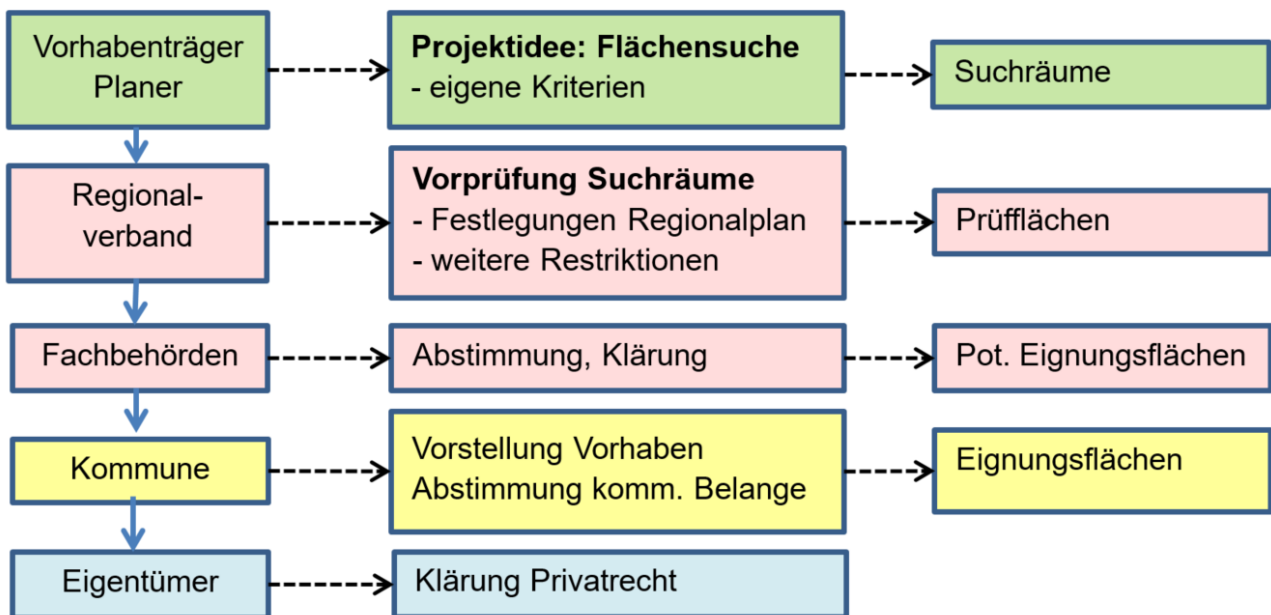 Vorhabenträger
Planer
Projektidee: Flächensuche
- eigene Kriterien
Suchräume
Regional-
verband
Vorprüfung Suchräume
- Festlegungen Regionalplan
- weitere Restriktionen
Prüfflächen
Fachbehörden
Abstimmung, Klärung
Pot. Eignungsflächen
Kommune
Vorstellung Vorhaben
Abstimmung komm. Belange
Eignungsflächen
Eigentümer
Klärung Privatrecht